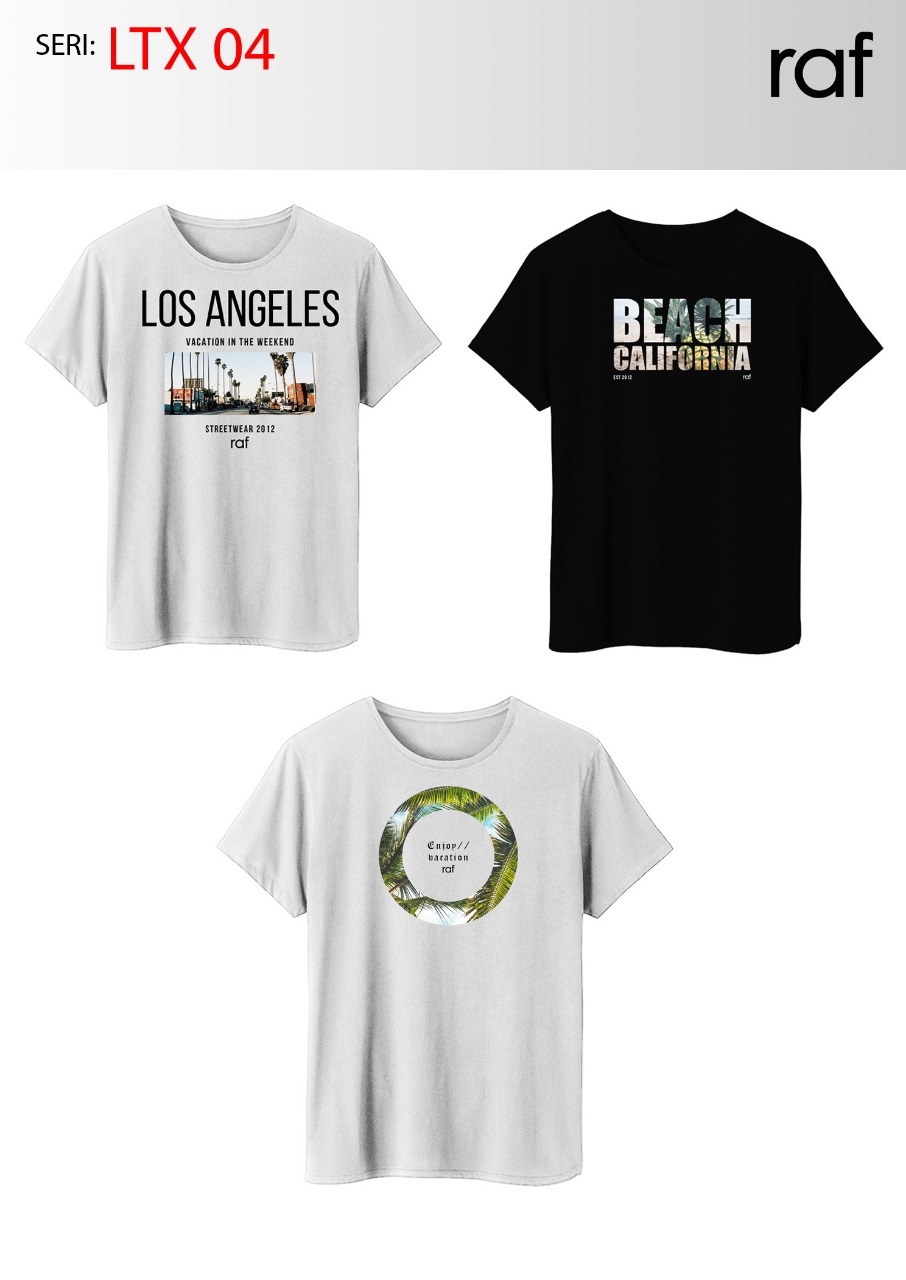 SERI: LTX 04
raf
LOS ANGELES
VACATION IN THE WEEKEND
STREETWEAR 2012
raf
BEACH
CALIFORNIA
EST 2012 raf
Enjoy//
vacation
raf